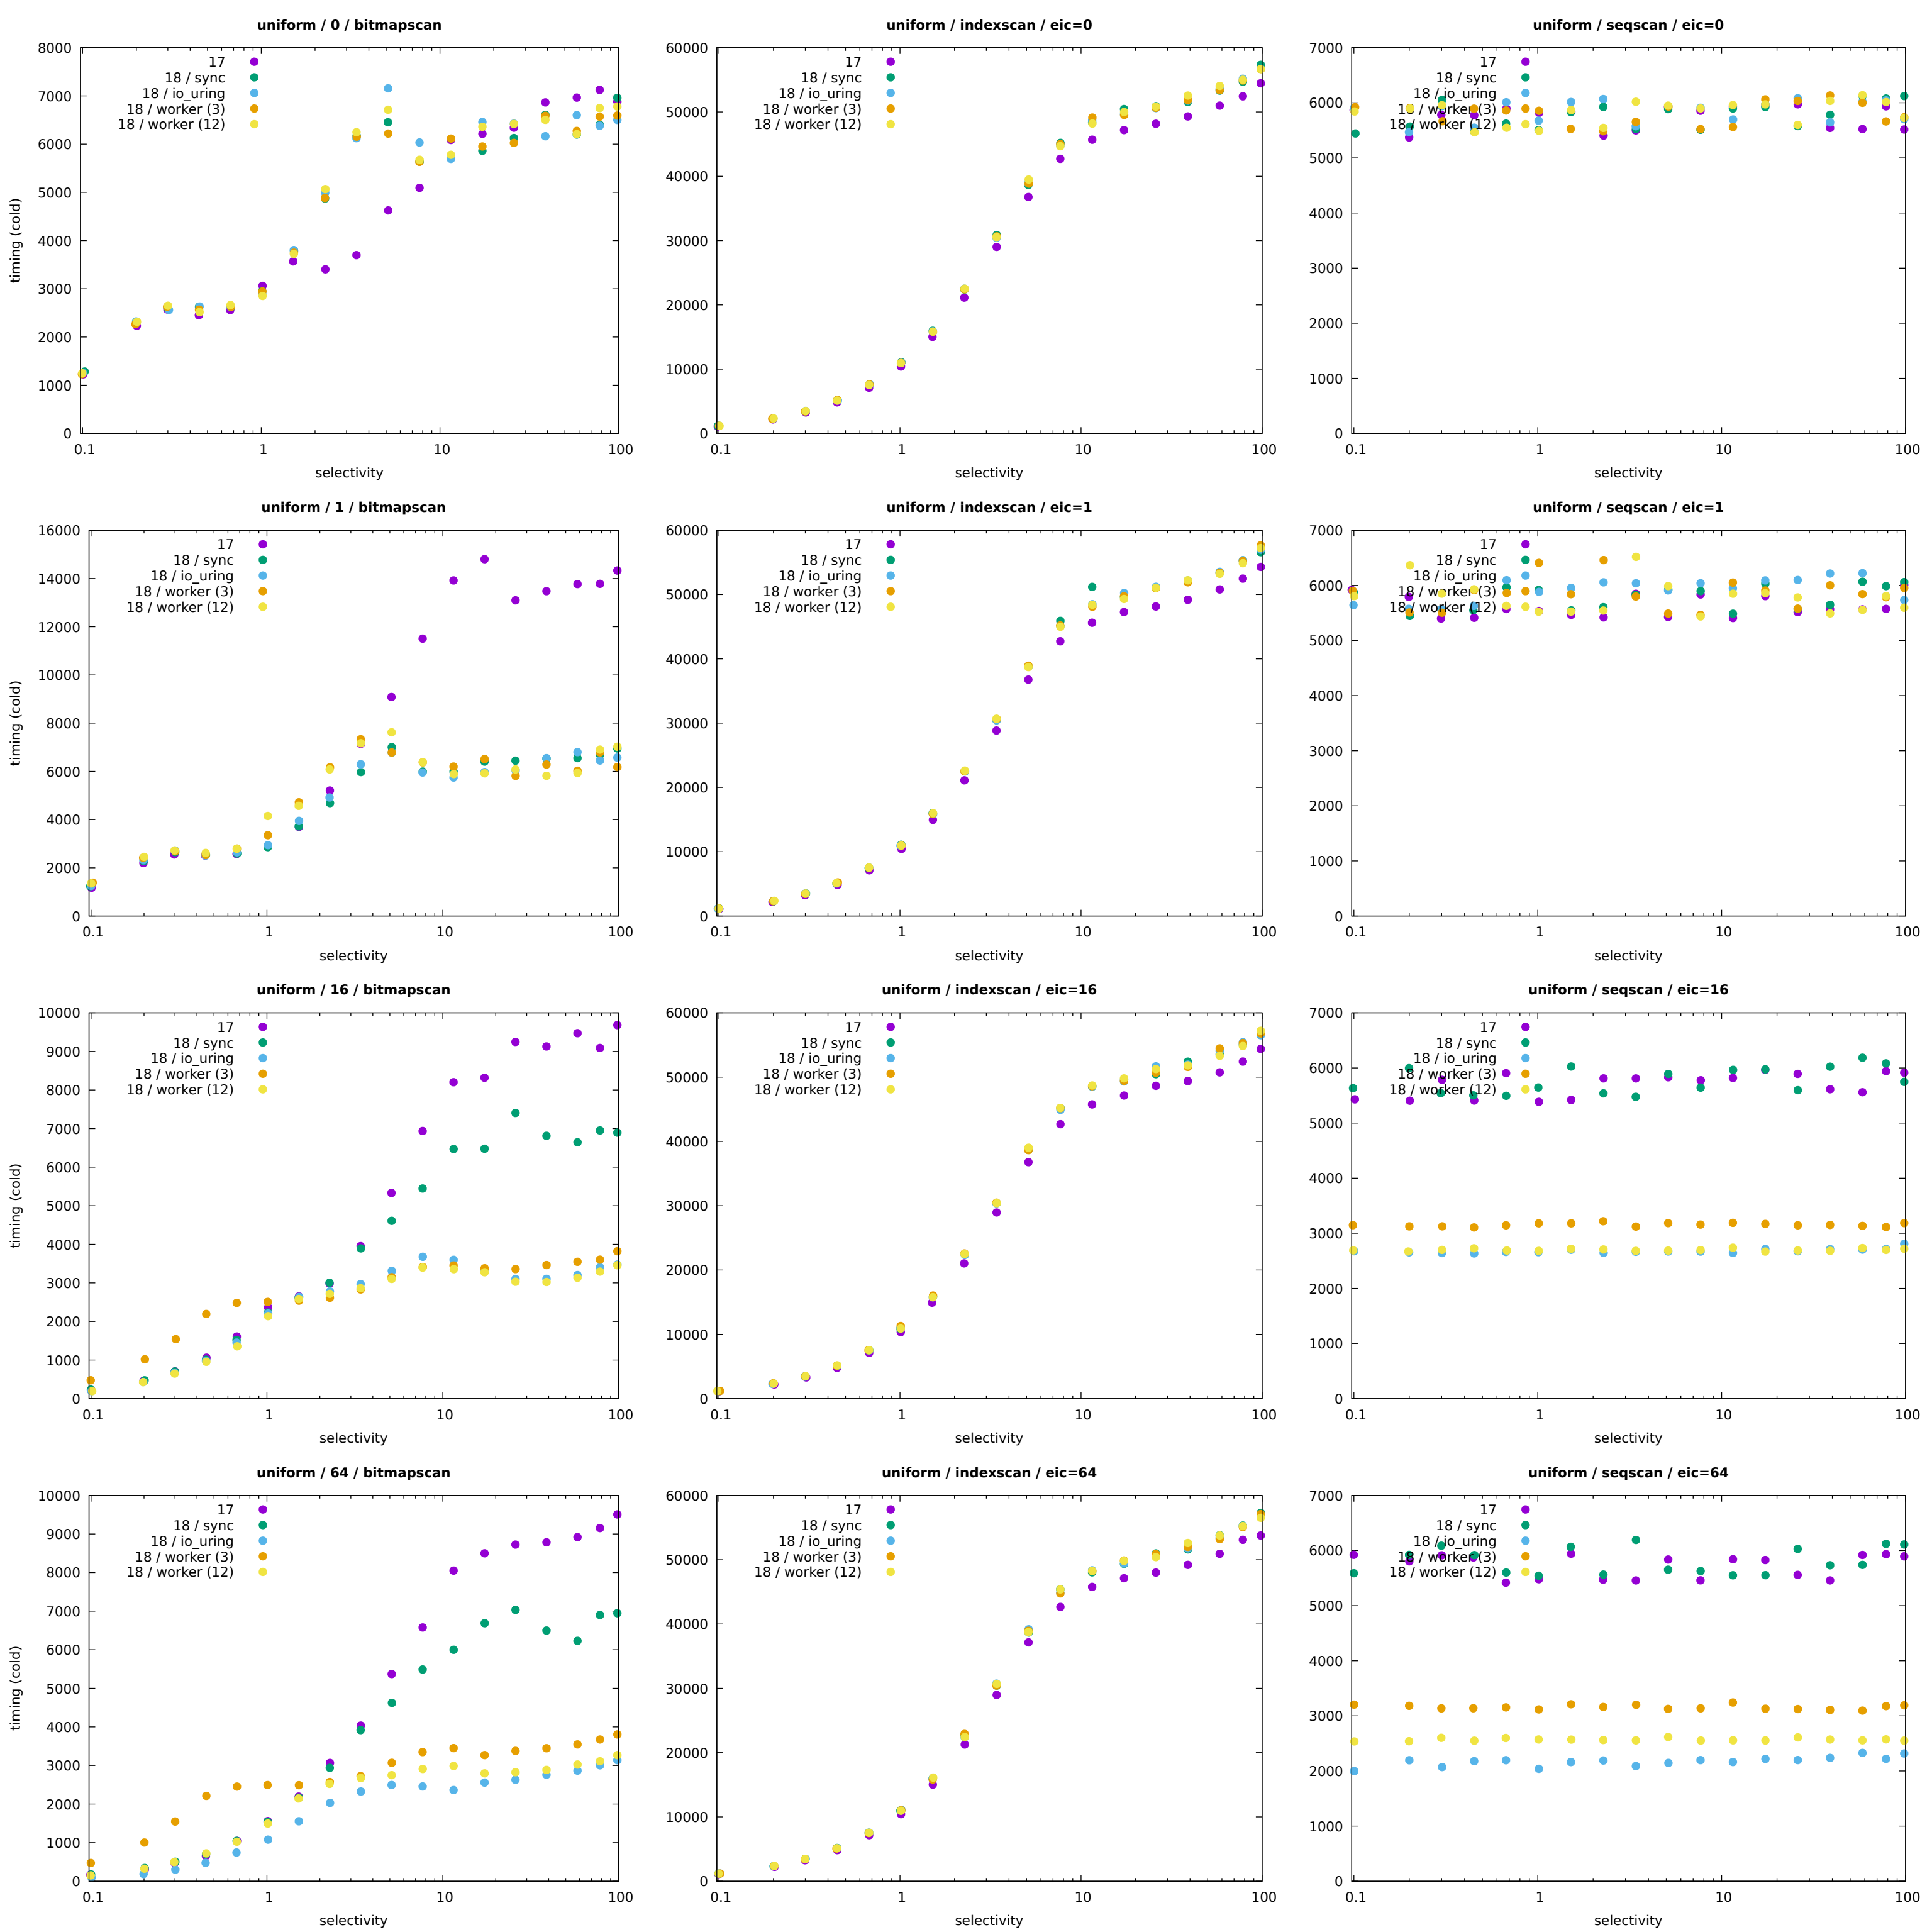 uniform / 0 / bitmapscan
8000
7000
6000
5000
4000
3000
2000
1000
0
17
18 / sync
18 / io_uring
18 / worker (3)
18 / worker (12)
timing (cold)
0.1 1 10 100
selectivity
uniform / indexscan / eic=0
60000
50000
40000
30000
20000
10000
0
17
18 / sync
18 / io_uring
18 / worker (3)
18 / worker (12)
0.1 1 10 100
selectivity
uniform / seqscan / eic=0
7000
6000
5000
4000
3000
2000
1000
0
17
18 / sync
18 / io_uring
18 / worker (3)
18 / worker (12)
0.1 1 10 100
selectivity
uniform / 1 / bitmapscan
16000
14000
12000
10000
8000
6000
4000
2000
0
17
18 / sync
18 / io_uring
18 / worker (3)
18 / worker (12)
timing (cold)
0.1 1 10 100
selectivity
uniform / indexscan / eic=1
60000
50000
40000
30000
20000
10000
0
17
18 / sync
18 / io_uring
18 / worker (3)
18 / worker (12)
0.1 1 10 100
selectivity
uniform / seqscan / eic=1
7000
6000
5000
4000
3000
2000
1000
0
17
18 / sync
18 / io_uring
18 / worker (3)
18 / worker (12)
0.1 1 10 100
selectivity
uniform / 16 / bitmapscan
10000
9000
8000
7000
6000
5000
4000
3000
2000
1000
0
17
18 / sync
18 / io_uring
18 / worker (3)
18 / worker (12)
timing (cold)
0.1 1 10 100
selectivity
uniform / indexscan / eic=16
60000
50000
40000
30000
20000
10000
0
17
18 / sync
18 / io_uring
18 / worker (3)
18 / worker (12)
0.1 1 10 100
selectivity
uniform / seqscan / eic=16
7000
6000
5000
4000
3000
2000
1000
0
17
18 / sync
18 / io_uring
18 / worker (3)
18 / worker (12)
0.1 1 10 100
selectivity
uniform / 64 / bitmapscan
10000
9000
8000
7000
6000
5000
4000
3000
2000
1000
0
17
18 / sync
18 / io_uring
18 / worker (3)
18 / worker (12)
timing (cold)
0.1 1 10 100
selectivity
uniform / indexscan / eic=64
60000
50000
40000
30000
20000
10000
0
17
18 / sync
18 / io_uring
18 / worker (3)
18 / worker (12)
0.1 1 10 100
selectivity
uniform / seqscan / eic=64
7000
6000
5000
4000
3000
2000
1000
0
17
18 / sync
18 / io_uring
18 / worker (3)
18 / worker (12)
0.1 1 10 100
selectivity